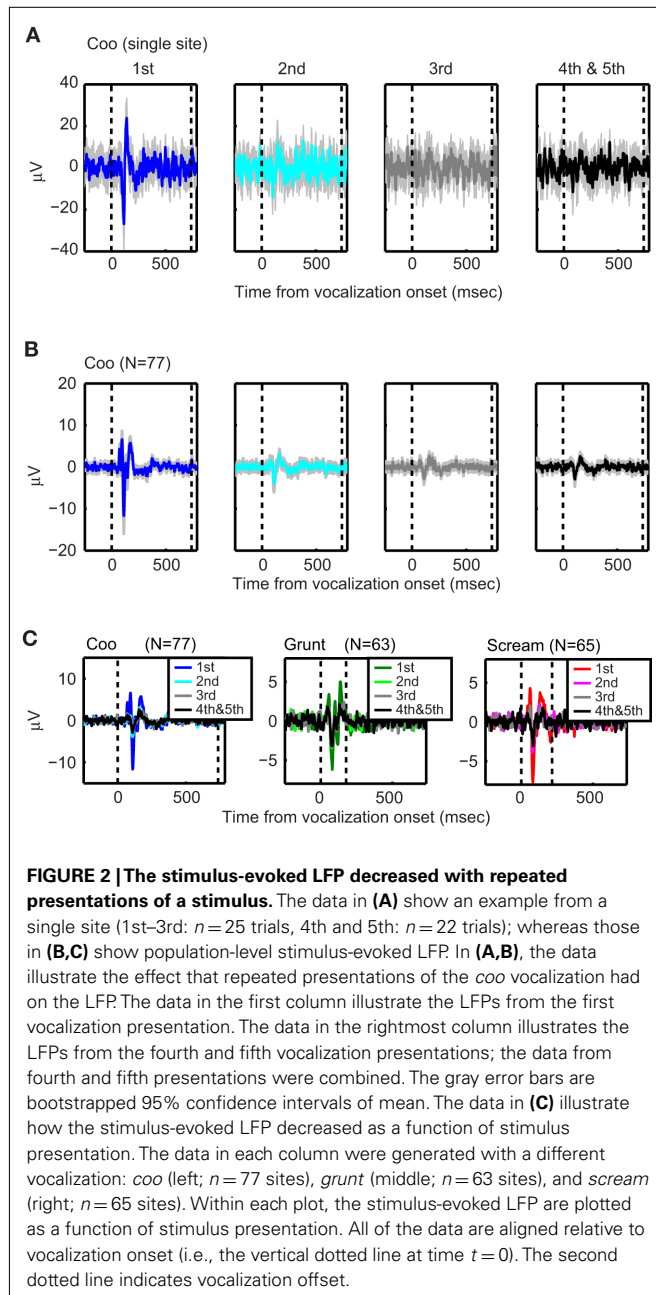 A
Coo (single site)
1st 2nd 3rd 4th & 5th
40
20
0
−20
−40
µV
0 500 0 500 0 500 0 500
Time from vocalization onset (msec)
B
Coo (N=77)
20
10
0
−10
−20
µV
0 500 0 500 0 500 0 500
Time from vocalization onset (msec)
C
Coo (N=77) Grunt (N=63) Scream (N=65)
1st 1st 1st
2nd 2nd 2nd
3rd 3rd 3rd
4th&5th 4th&5th 4th&5th
10 5 5
0 0 0
−10 −5 −5
µV
0 500 0 500 0 500
Time from vocalization onset (msec)
FIGURE 2 | The stimulus-evoked LFP decreased with repeated
presentations of a stimulus. The data in (A) show an example from a
single site (1st–3rd: n = 25 trials, 4th and 5th: n = 22 trials); whereas those
in (B,C) show population-level stimulus-evoked LFP. In (A,B), the data
illustrate the effect that repeated presentations of the coo vocalization had
on the LFP. The data in the first column illustrate the LFPs from the first
vocalization presentation. The data in the rightmost column illustrates the
LFPs from the fourth and fifth vocalization presentations; the data from
fourth and fifth presentations were combined. The gray error bars are
bootstrapped 95% confidence intervals of mean. The data in (C) illustrate
how the stimulus-evoked LFP decreased as a function of stimulus
presentation. The data in each column were generated with a different
vocalization: coo (left; n = 77 sites), grunt (middle; n = 63 sites), and scream
(right; n = 65 sites). Within each plot, the stimulus-evoked LFP are plotted
as a function of stimulus presentation. All of the data are aligned relative to
vocalization onset (i.e., the vertical dotted line at time t = 0). The second
dotted line indicates vocalization offset.